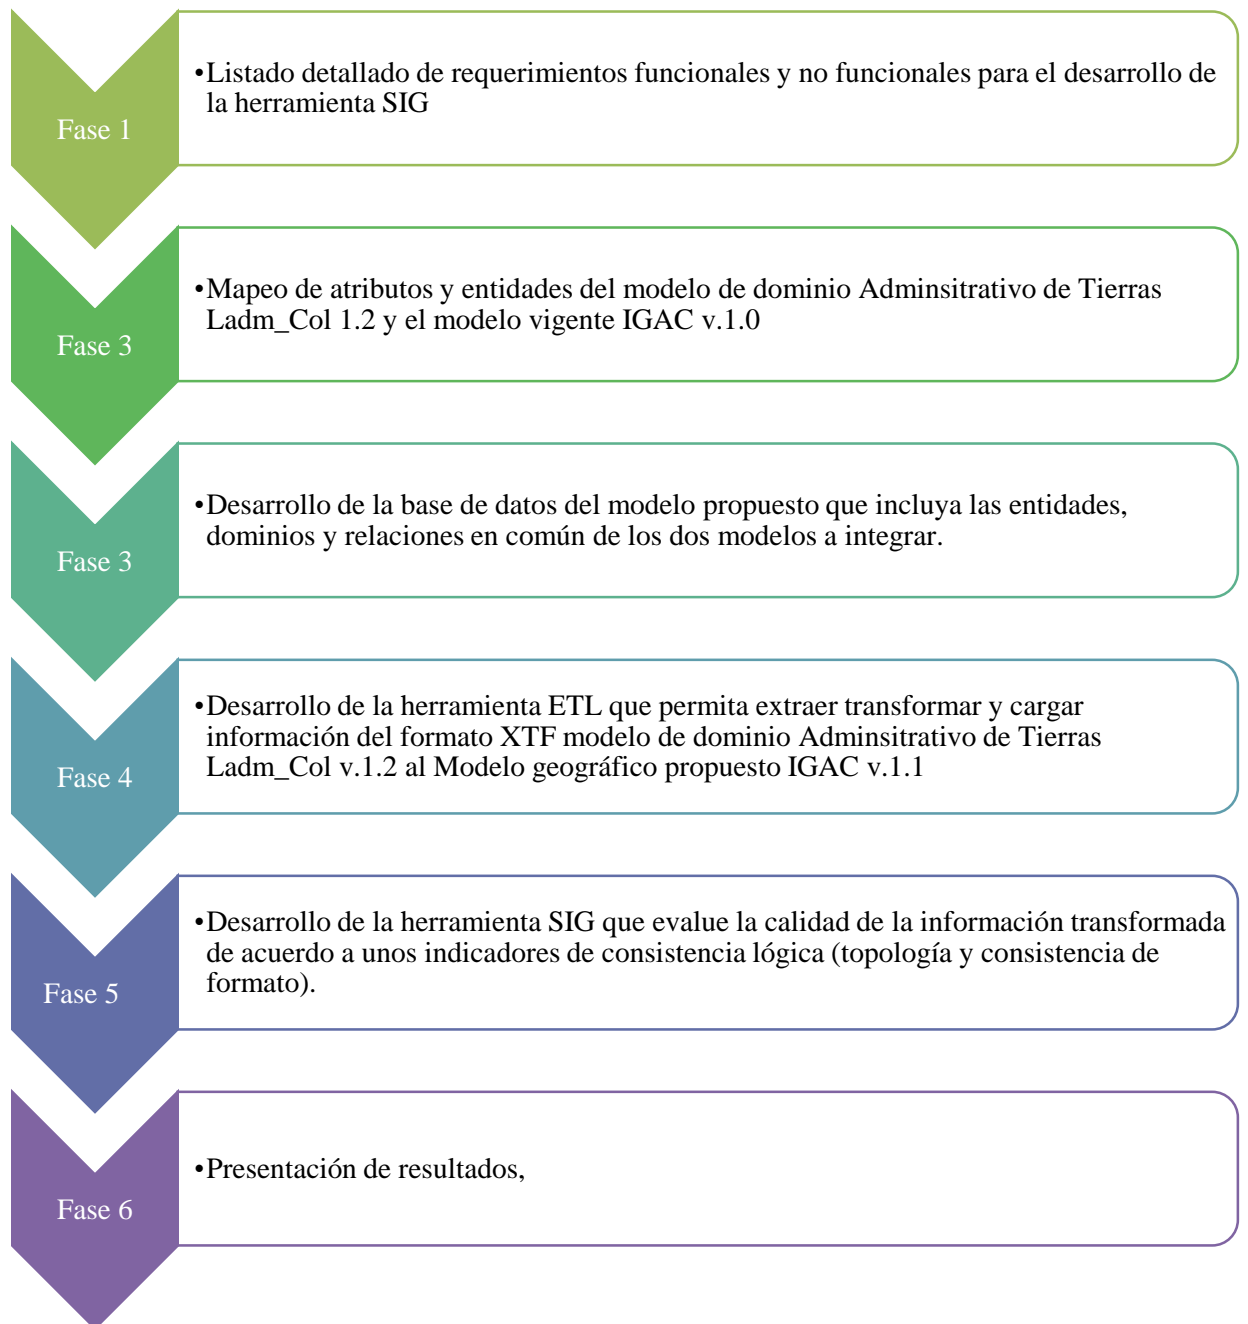 Fase 1
•Listado detallado de requerimientos funcionales y no funcionales para el desarrollo de
la herramienta SIG
Fase 3
•Mapeo de atributos y entidades del modelo de dominio Adminsitrativo de Tierras
Ladm_Col 1.2 y el modelo vigente IGAC v.1.0
Fase 3
•Desarrollo de la base de datos del modelo propuesto que incluya las entidades,
dominios y relaciones en común de los dos modelos a integrar.
Fase 4
•Desarrollo de la herramienta ETL que permita extraer transformar y cargar
información del formato XTF modelo de dominio Adminsitrativo de Tierras
Ladm_Col v.1.2 al Modelo geográfico propuesto IGAC v.1.1
Fase 5
•Desarrollo de la herramienta SIG que evalue la calidad de la información transformada
de acuerdo a unos indicadores de consistencia lógica (topología y consistencia de
formato).
Fase 6
•Presentación de resultados,